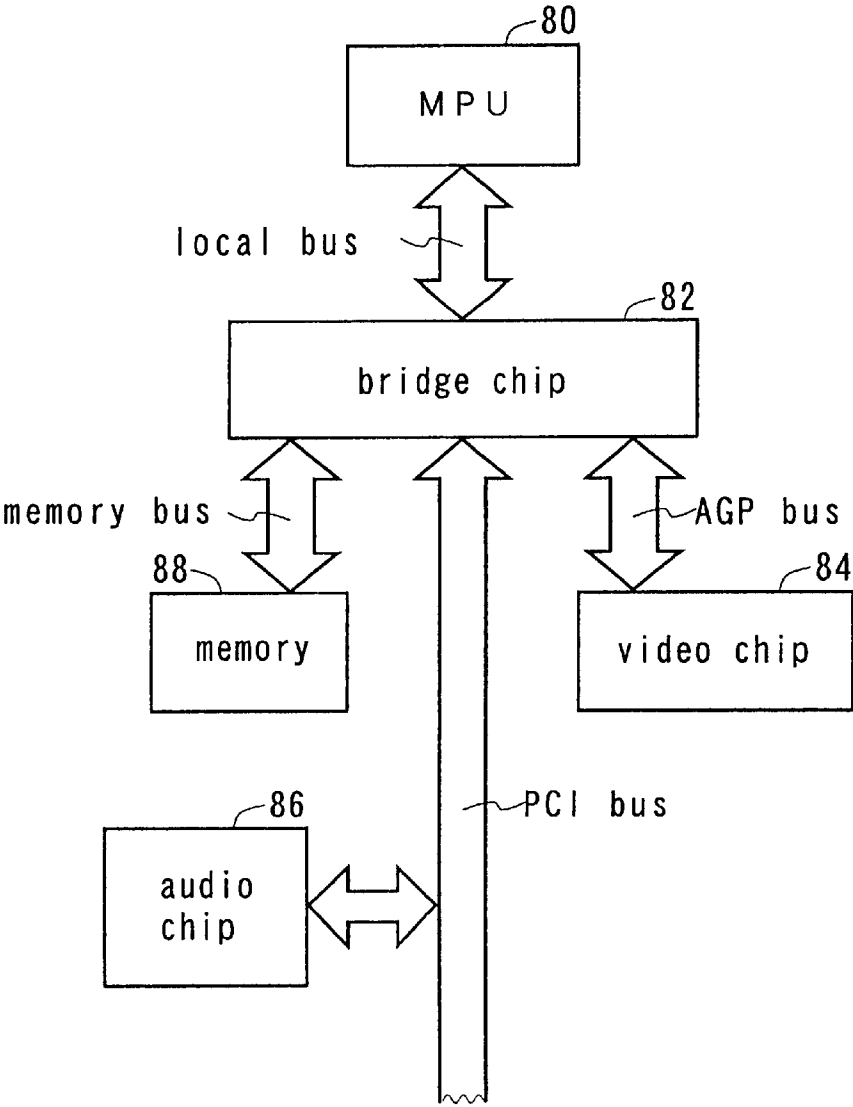 80
MPU
local bus
82
bridge chip
memory bus
AGP bus
88
84
memory
video chip
PCI bus
86
audio
chip